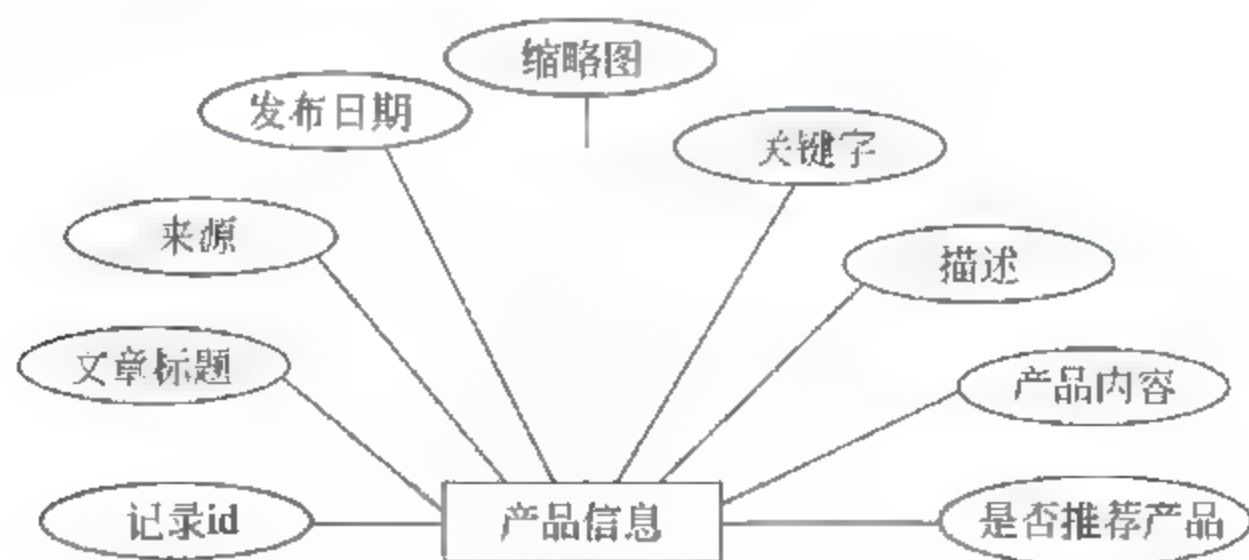 缩略图
发布日期
关键字
来源
描述
文章标题
产品内容
记录id
产品信息
是否推荐产品